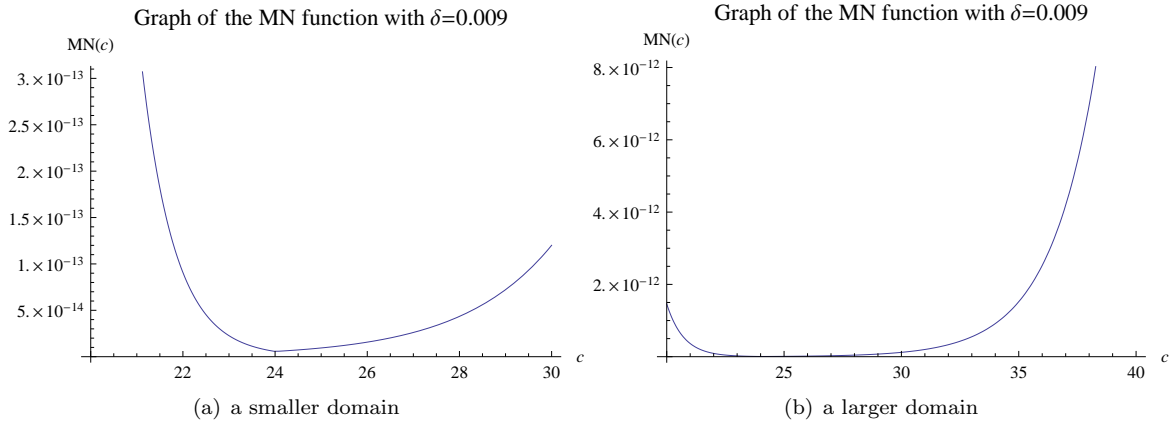 Graph of the MN function with δ=0.009
MN(c)
3.×10⁻¹³
2.5×10⁻¹³
2.×10⁻¹³
1.5×10⁻¹³
1.×10⁻¹³
5.×10⁻¹⁴
22 24 26 28 30 c
(a) a smaller domain
Graph of the MN function with δ=0.009
MN(c)
8.×10⁻¹²
6.×10⁻¹²
4.×10⁻¹²
2.×10⁻¹²
25 30 35 40 c
(b) a larger domain